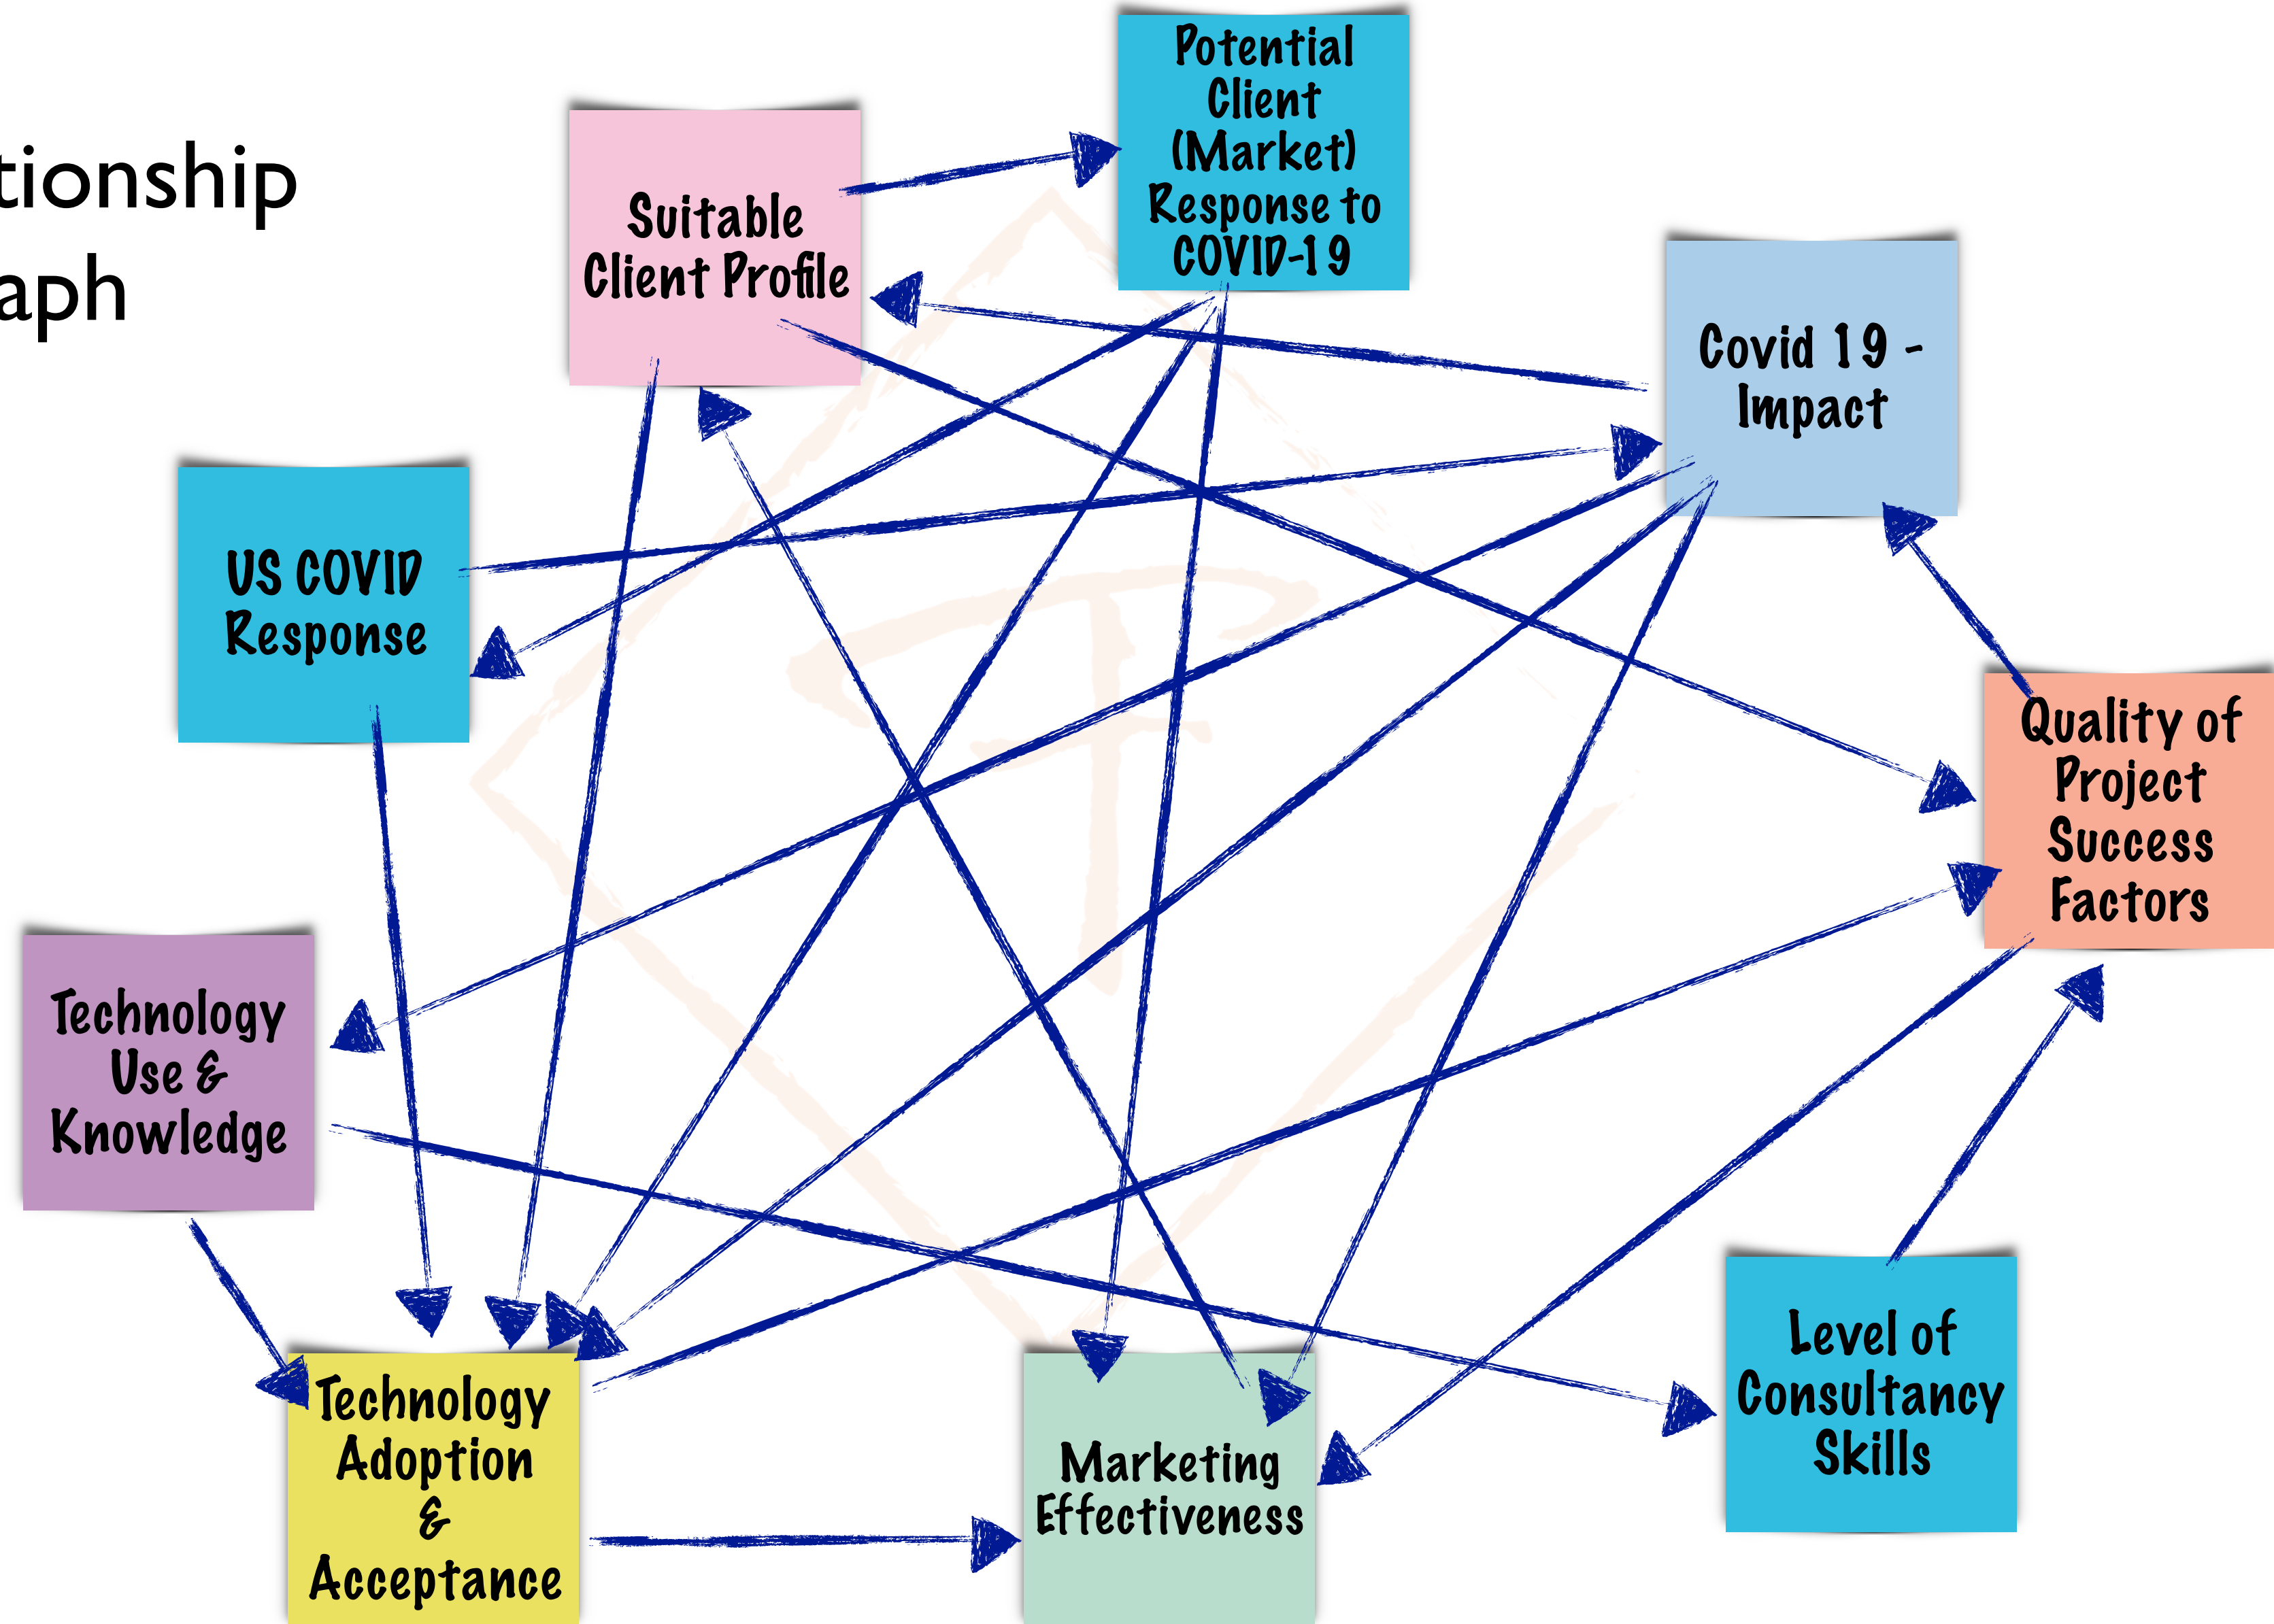 tionship
aph
Potential
Client
(Market)
Response to
COVID-19
Suitable
Client Profile
Covid 19 -
Impact
US COVID
Response
Quality of
Project
Success
Factors
Technology
Use &
Knowledge
Technology
Adoption
&
Acceptance
Marketing
Effectiveness
Level of
Consultancy
Skills